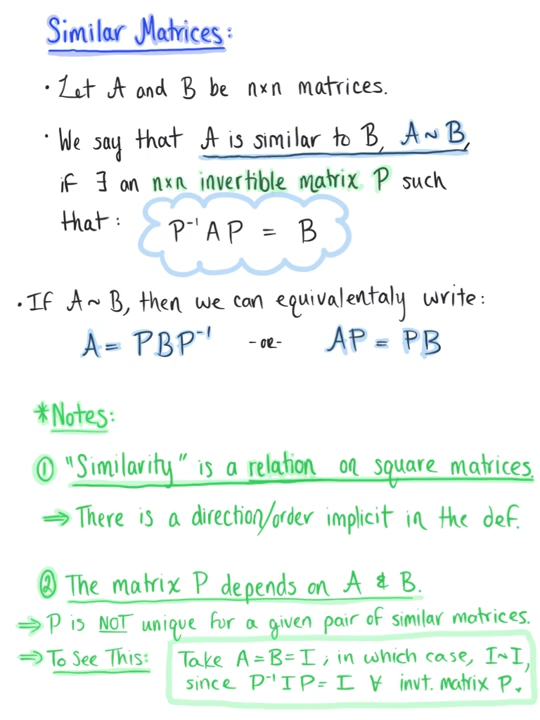 Similar Matrices:
· Let A and B be n×n matrices.
· We say that A is similar to B, A ~ B,
if ∃ an n×n invertible matrix P such
that:
P⁻¹AP = B
· If A ~ B, then we can equivalentaly write:
A = PBP⁻¹ -OR- AP = PB
*Notes:
① "Similarity" is a relation on square matrices.
⇒ There is a direction/order implicit in the def.
② The matrix P depends on A & B.
⇒ P is NOT unique for a given pair of similar matrices.
⇒ To See This: Take A = B = I, in which case, I ~ I,
since P⁻¹IP = I ∀ invt. matrix P.